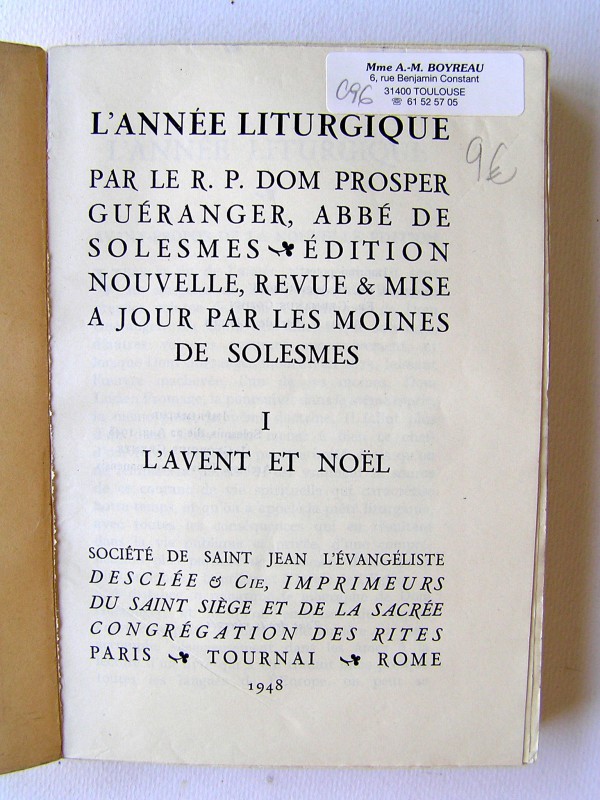 Mme A.-M. BOYREAU
6, rue Benjamin Constant
31400 TOULOUSE
☏ 61 52 57 05
C96
9€
L'ANNÉE LITURGIQUE
PAR LE R. P. DOM PROSPER
GUÉRANGER, ABBÉ DE
SOLESMES ❧ ÉDITION
NOUVELLE, REVUE & MISE
A JOUR PAR LES MOINES
DE SOLESMES
I
L'AVENT ET NOËL
SOCIÉTÉ DE SAINT JEAN L'ÉVANGÉLISTE
DESCLÉE & CIE, IMPRIMEURS
DU SAINT SIÈGE ET DE LA SACRÉE
CONGRÉGATION DES RITES
PARIS ❧ TOURNAI ❧ ROME
1948